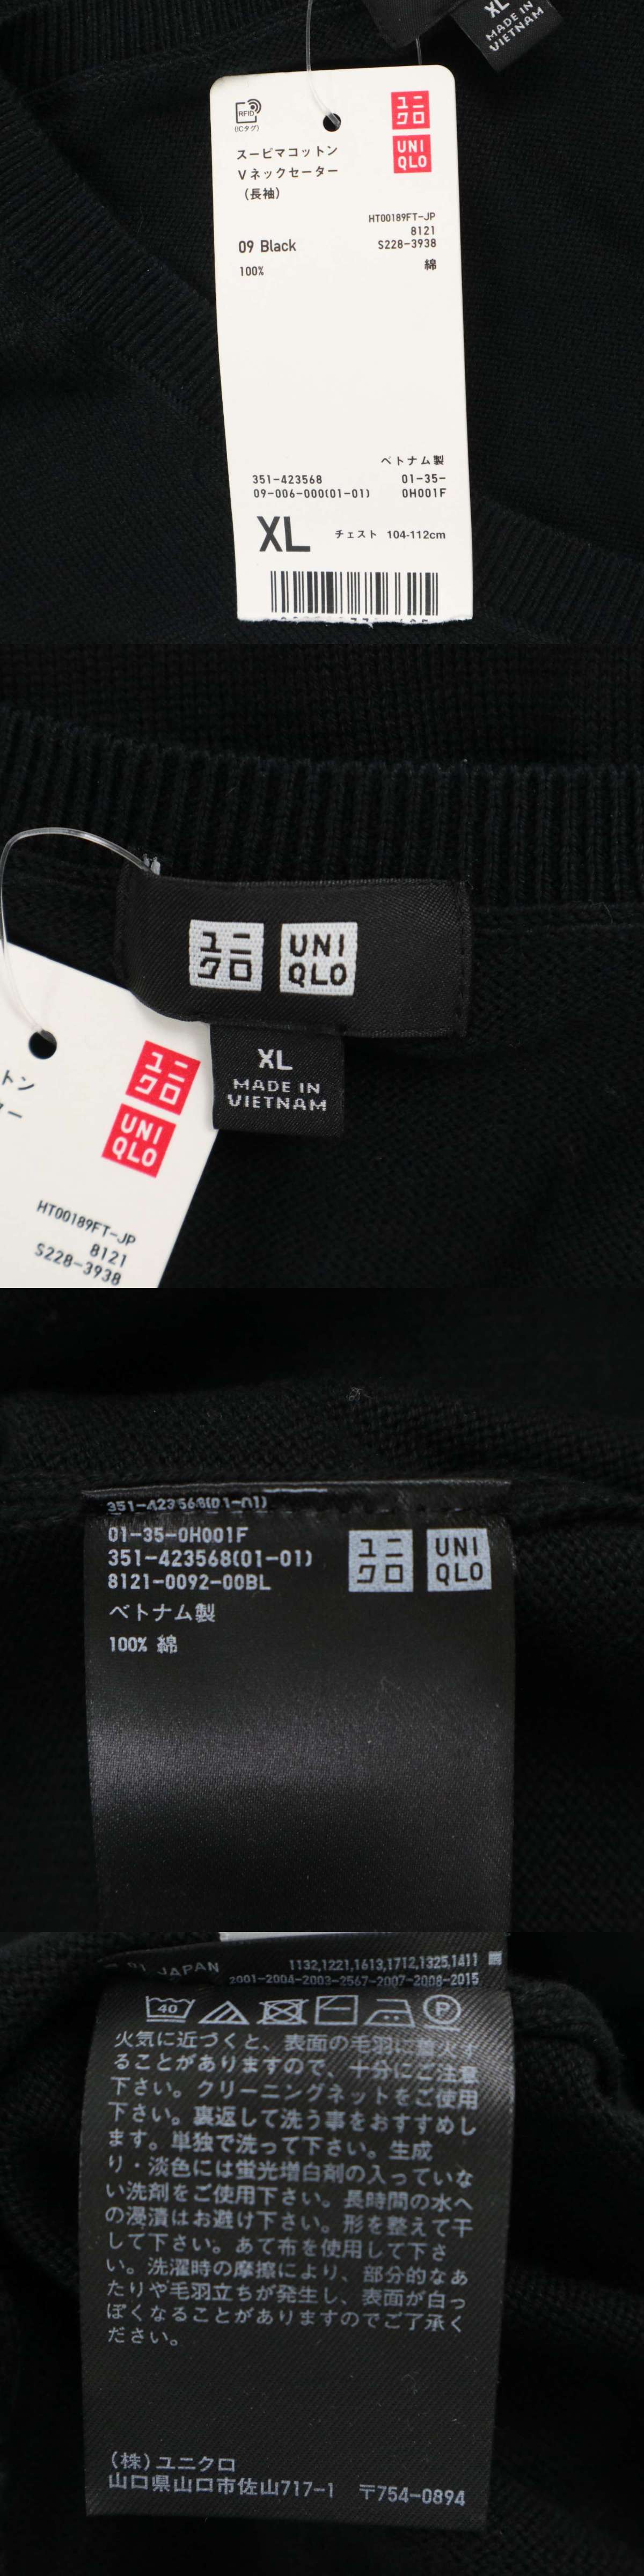 XL
MADE IN
VIETNAM
RFID
(ICタグ)
ユニ
クロ
UNI
QLO
スーピマコットン
Vネックセーター
(長袖)
HT00189FT-JP
8121
09 Black S228-3938
100% 綿
ベトナム製
351-423568 01-35-
09-006-000(01-01) 0H001F
XL チェスト 104-112cm
ユニ
クロ
UNI
QLO
XL
MADE IN
VIETNAM
トン
ター
ユニ
クロ
UNI
QLO
HT00189FT-JP
8121
S228-3938
351-423568(01-01)
01-35-0H001F
351-423568(01-01)
8121-0092-00BL
ユニ
クロ
UNI
QLO
ベトナム製
100% 綿
JAPAN
1132,1221,1613,1712,1325,1411
2001-2004-2003-2567-2007-2008-2015
40
P
火気に近づくと、表面の毛羽に着火す
ることがありますので、十分にご注意
下さい。クリーニングネットをご使用
下さい。裏返して洗う事をおすすめし
ます。単独で洗って下さい。生成
り・淡色には蛍光増白剤の入っていな
い洗剤をご使用下さい。長時間の水へ
の浸漬はお避け下さい。形を整えて干
して下さい。あて布を使用して下さ
い。洗濯時の摩擦により、部分的なあ
たりや毛羽立ちが発生し、表面が白っ
ぽくなることがありますのでご了承く
ださい。
(株)ユニクロ
山口県山口市佐山717-1 〒754-0894